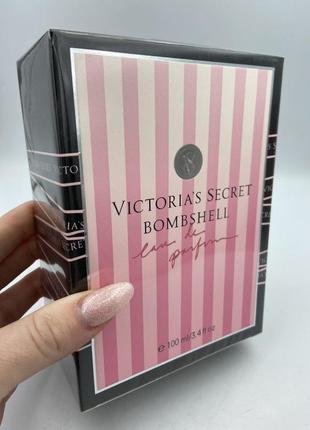 VICTORIA'S SECRET
BOMBSHELL
eau de
parfum
℮ 100 ml/3.4 fl oz